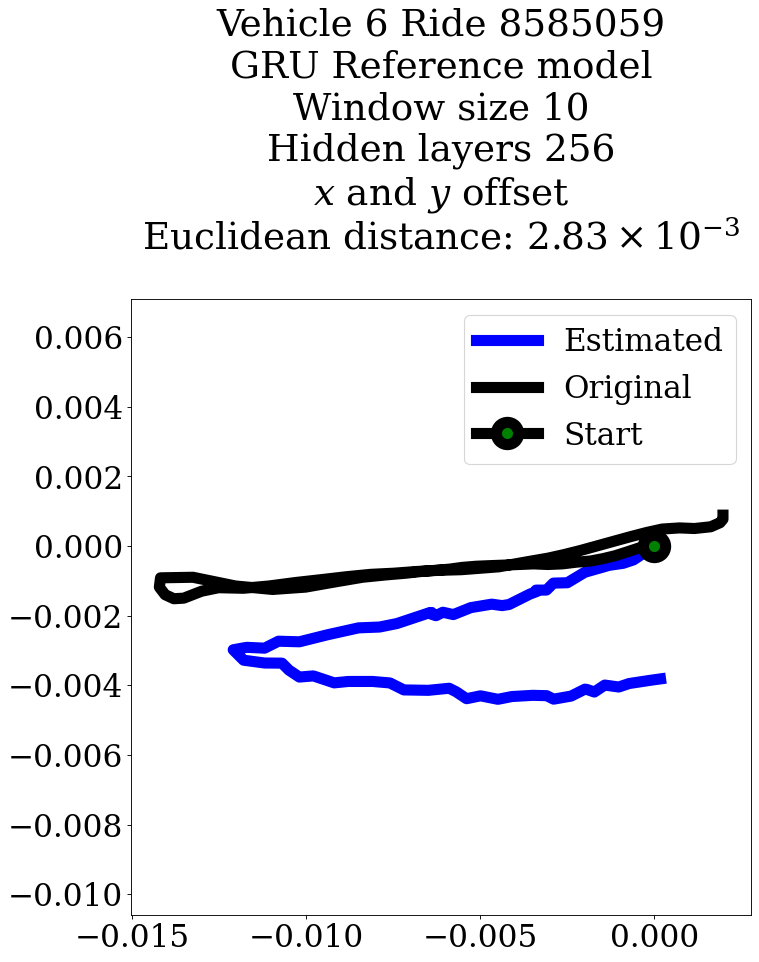 Vehicle 6 Ride 8585059
GRU Reference model
Window size 10
Hidden layers 256
x and y offset
Euclidean distance: 2.83 × 10⁻³
Estimated
Original
Start
0.006
0.004
0.002
0.000
−0.002
−0.004
−0.006
−0.008
−0.010
−0.015 −0.010 −0.005 0.000